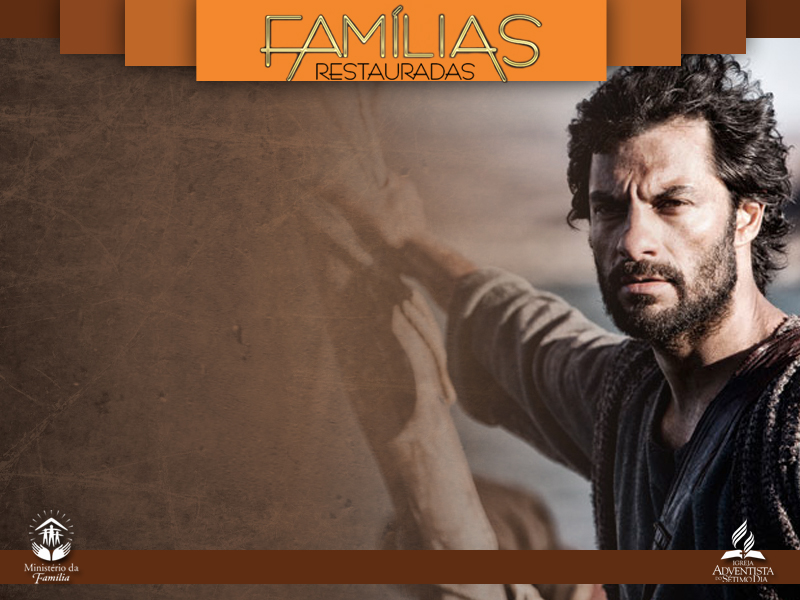 FAMÍLIAS
RESTAURADAS
Ministério da
Família
IGREJA
ADVENTISTA
DO SÉTIMO DIA